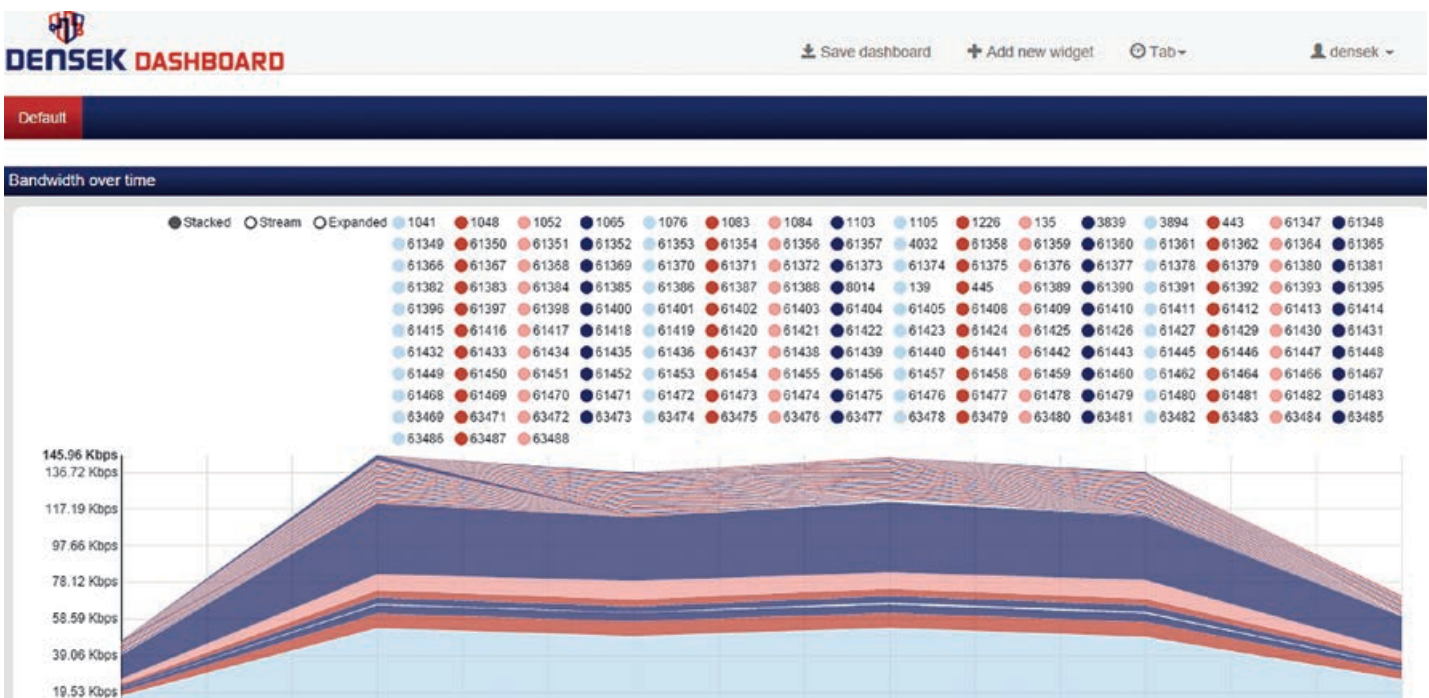 DENSEK DASHBOARD
Save dashboard Add new widget Tab densek
Default
Bandwidth over time
Stacked Stream Expanded 1041 1048 1052 1065 1076 1083 1084 1103 1105 1226 135 3839 3894 443 61347 61348
61349 61350 61351 61352 61353 61354 61356 61357 4032 61358 61359 61360 61361 61362 61364 61365
61366 61367 61368 61369 61370 61371 61372 61373 61374 61375 61376 61377 61378 61379 61380 61381
61382 61383 61384 61385 61386 61387 61388 8014 139 445 61389 61390 61391 61392 61393 61395
61396 61397 61398 61400 61401 61402 61403 61404 61405 61408 61409 61410 61411 61412 61413 61414
61415 61416 61417 61418 61419 61420 61421 61422 61423 61424 61425 61426 61427 61429 61430 61431
61432 61433 61434 61435 61436 61437 61438 61439 61440 61441 61442 61443 61445 61446 61447 61448
61449 61450 61451 61452 61453 61454 61455 61456 61457 61458 61459 61460 61462 61464 61466 61467
61468 61469 61470 61471 61472 61473 61474 61475 61476 61477 61478 61479 61480 61481 61482 61483
63469 63471 63472 63473 63474 63475 63476 63477 63478 63479 63480 63481 63482 63483 63484 63485
63486 63487 63488
145.96 Kbps
136.72 Kbps
117.19 Kbps
97.66 Kbps
78.12 Kbps
58.59 Kbps
39.06 Kbps
19.53 Kbps